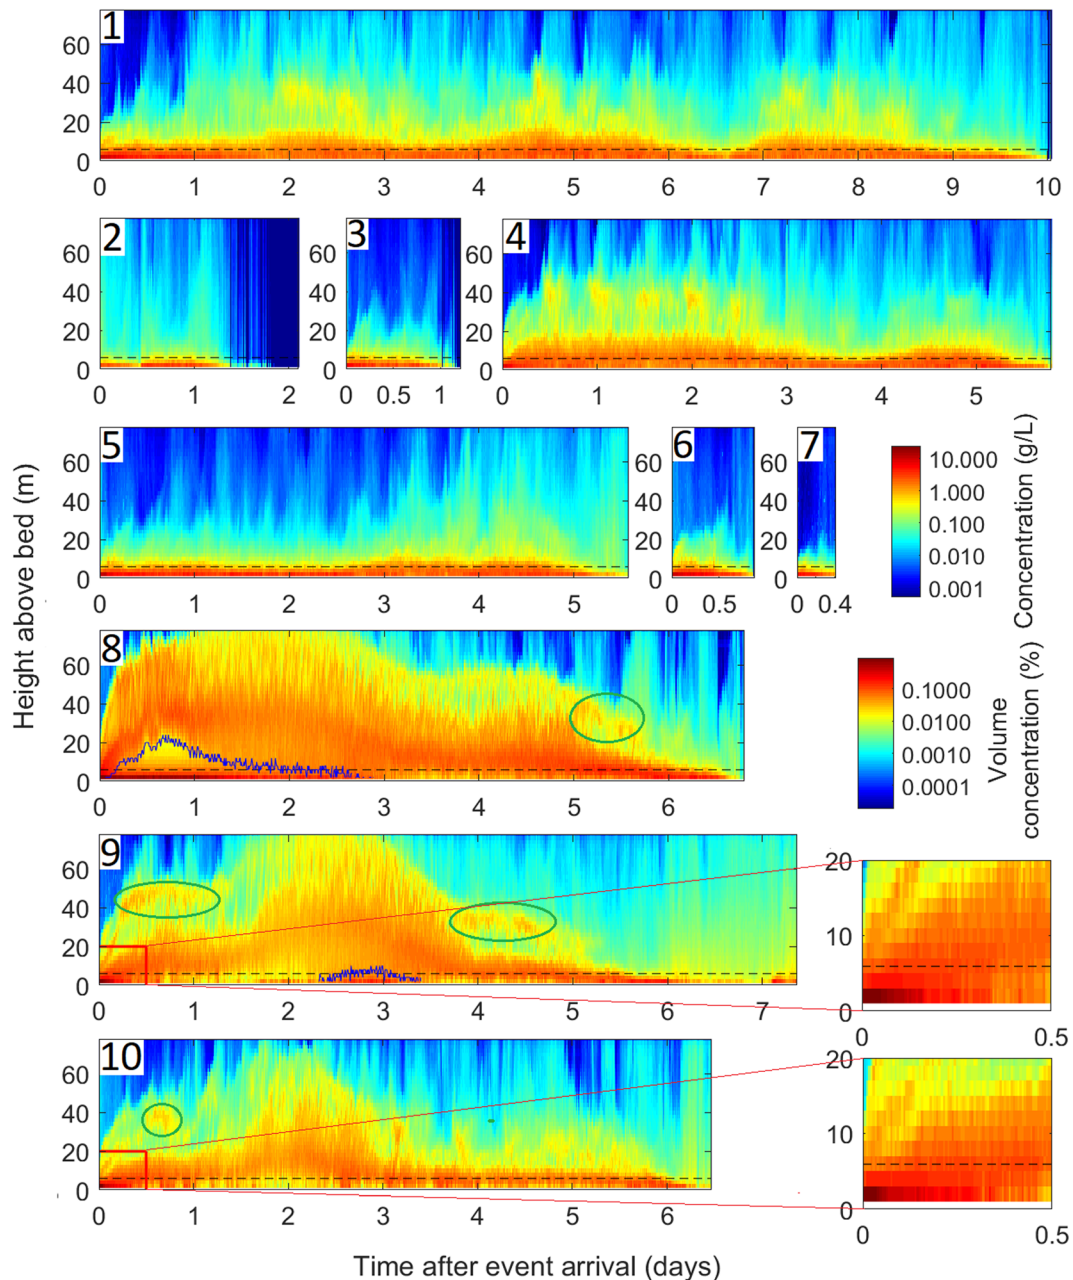 1
60
40
20
0
0 1 2 3 4 5 6 7 8 9 10
2 3 4
60 60 60
40 40 40
20 20 20
0 0 0
0 1 2 0 0.5 1 0 1 2 3 4 5
5 6 7
60 60 60
40 40 40
20 20 20
0 0 0
0 1 2 3 4 5 0 0.5 0 0.4
10.000
1.000
0.100
0.010
0.001
Concentration (g/L)
Height above bed (m)
8
60
40
20
0
0 1 2 3 4 5 6
0.1000
0.0100
0.0010
0.0001
Volume
concentration (%)
9
60
40
20
0
0 1 2 3 4 5 6 7
20
10
0
0 0.5
10
60
40
20
0
0 1 2 3 4 5 6
20
10
0
0 0.5
Time after event arrival (days)